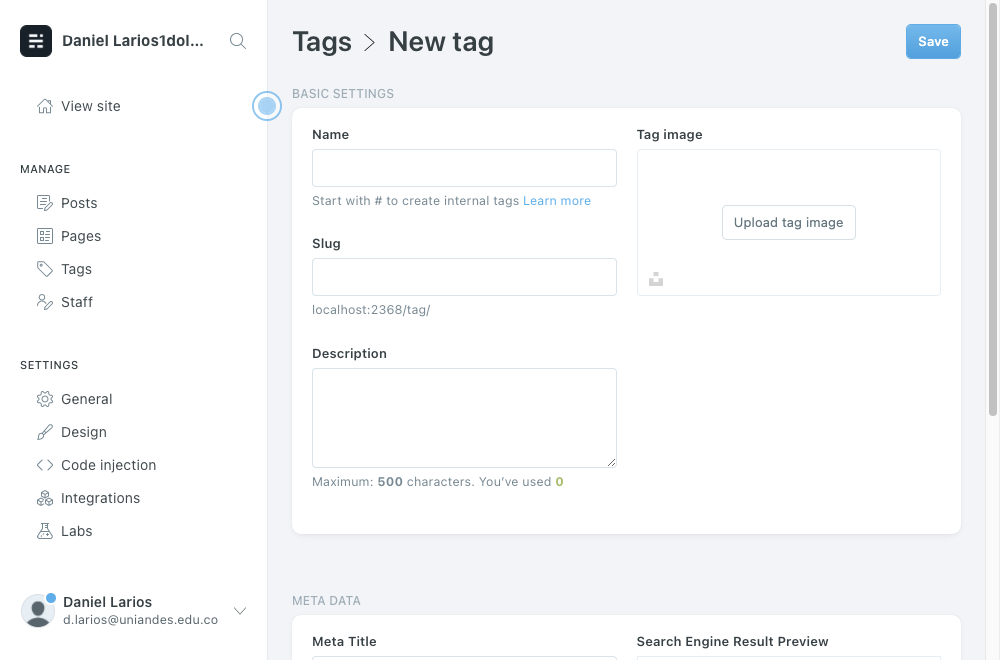 Daniel Larios1dol...
View site
MANAGE
Posts
Pages
Tags
Staff
SETTINGS
General
Design
Code injection
Integrations
Labs
Daniel Larios
d.larios@uniandes.edu.co
Tags > New tag
Save
BASIC SETTINGS
Name
Start with # to create internal tags Learn more
Slug
localhost:2368/tag/
Description
Maximum: 500 characters. You've used 0
Tag image
Upload tag image
META DATA
Meta Title
Search Engine Result Preview